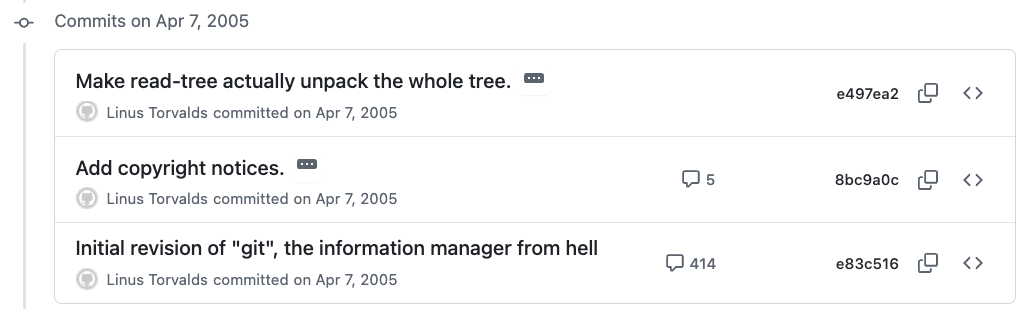 Commits on Apr 7, 2005
Make read-tree actually unpack the whole tree.
Linus Torvalds committed on Apr 7, 2005
e497ea2
Add copyright notices.
Linus Torvalds committed on Apr 7, 2005
5
8bc9a0c
Initial revision of "git", the information manager from hell
Linus Torvalds committed on Apr 7, 2005
414
e83c516